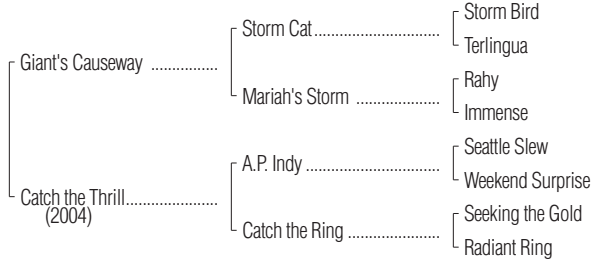 Storm Bird
Storm Cat
Terlingua
Giant's Causeway
Rahy
Mariah's Storm
Immense
Seattle Slew
A.P. Indy
Weekend Surprise
Catch the Thrill
(2004)
Seeking the Gold
Catch the Ring
Radiant Ring